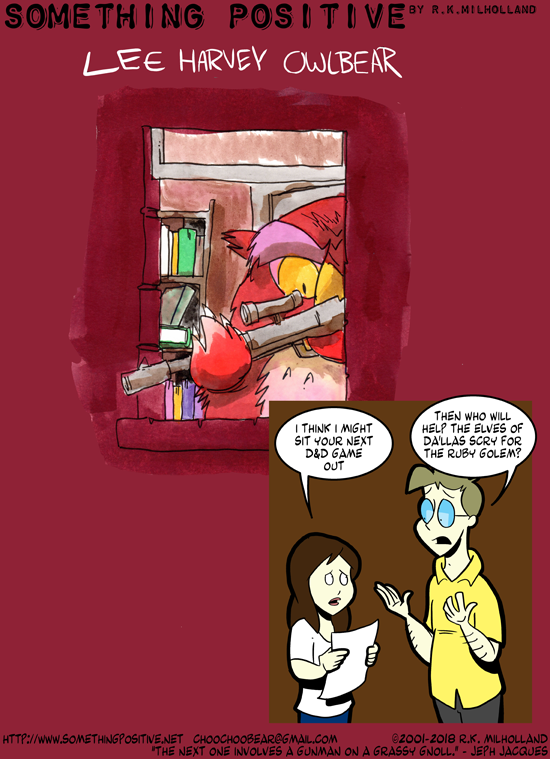 SOMETHING POSITIVE BY R.K.MILHOLLAND
LEE HARVEY OWLBEAR
I THINK I MIGHT
SIT YOUR NEXT
D&D GAME
OUT
THEN WHO WILL
HELP THE ELVES OF
DA'LLAS SCRY FOR
THE RUBY GOLEM?
HTTP://WWW.SOMETHINGPOSITIVE.NET CHOOCHOOBEAR@GMAIL.COM ©2001-2018 R.K. MILHOLLAND
"THE NEXT ONE INVOLVES A GUNMAN ON A GRASSY GNOLL." - JEPH JACQUES